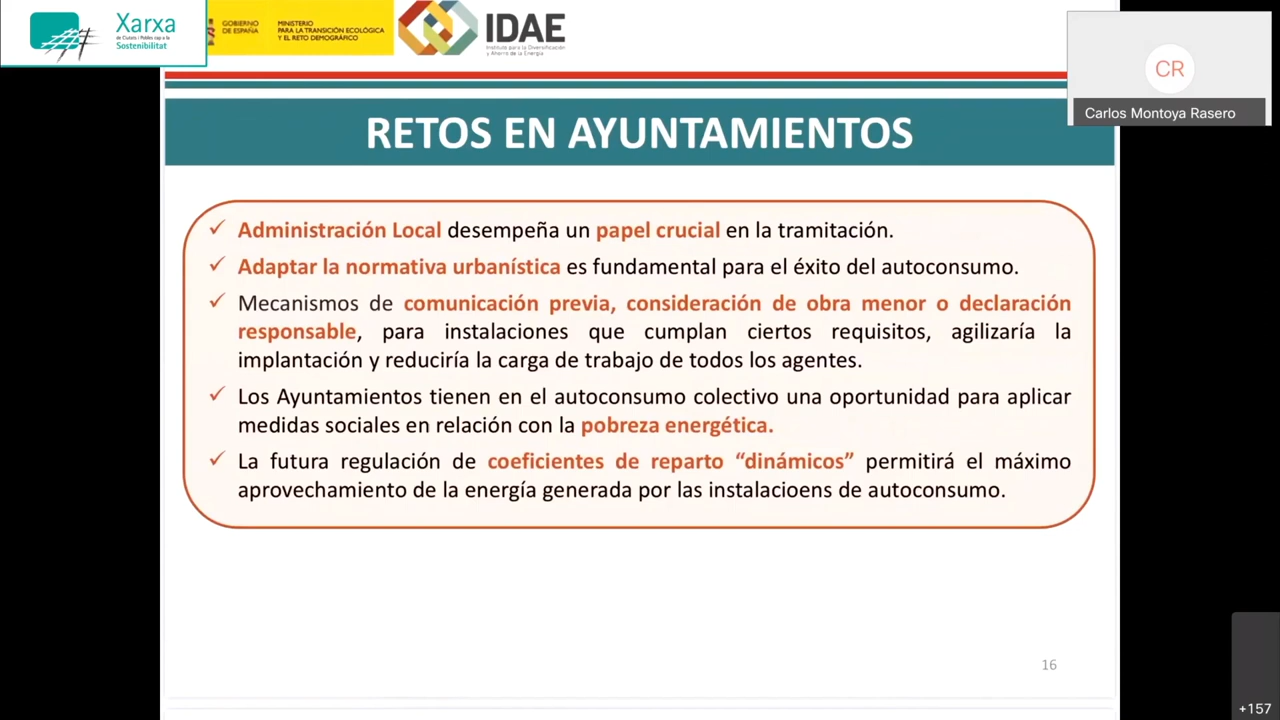 Xarxa
de Ciutats i Pobles cap a la
Sostenibilitat
GOBIERNO
DE ESPAÑA
MINISTERIO
PARA LA TRANSICIÓN ECOLÓGICA
Y EL RETO DEMOGRÁFICO
IDAE
Instituto para la Diversificación
y Ahorro de la Energía
CR
Carlos Montoya Rasero
RETOS EN AYUNTAMIENTOS
✓ Administración Local desempeña un papel crucial en la tramitación.
✓ Adaptar la normativa urbanística es fundamental para el éxito del autoconsumo.
✓ Mecanismos de comunicación previa, consideración de obra menor o declaración
responsable, para instalaciones que cumplan ciertos requisitos, agilizaría la
implantación y reduciría la carga de trabajo de todos los agentes.
✓ Los Ayuntamientos tienen en el autoconsumo colectivo una oportunidad para aplicar
medidas sociales en relación con la pobreza energética.
✓ La futura regulación de coeficientes de reparto “dinámicos” permitirá el máximo
aprovechamiento de la energía generada por las instalacioens de autoconsumo.
16
+157